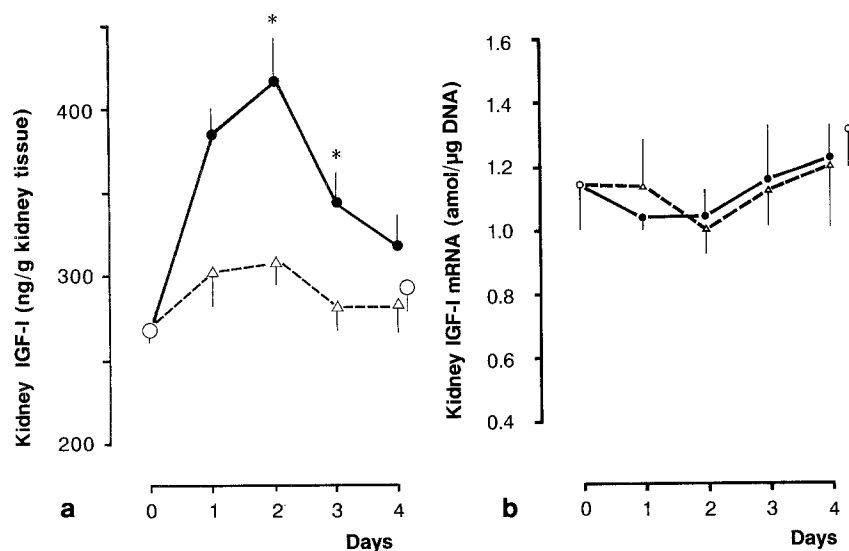 Kidney IGF-I (ng/g kidney tissue)
400
300
200
*
*
0 1 2 3 4
Days
a
Kidney IGF-I mRNA (amol/µg DNA)
1.6
1.4
1.2
1.0
0.8
0.6
0.4
0 1 2 3 4
Days
b